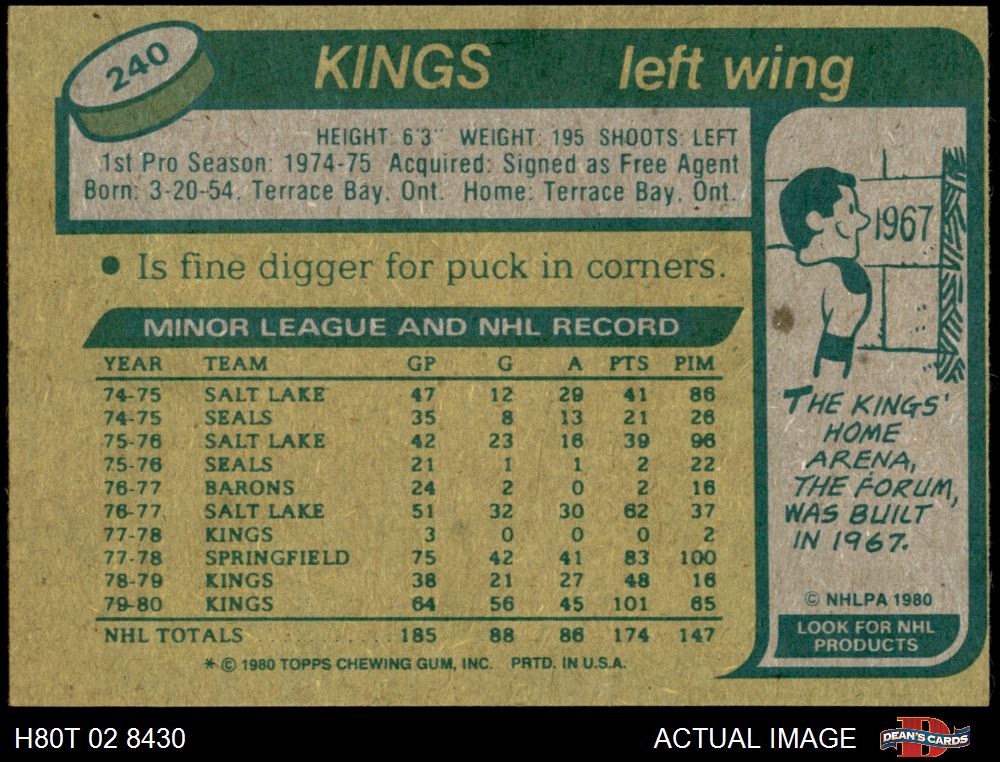 240
KINGS left wing
HEIGHT: 6'3" WEIGHT: 195 SHOOTS: LEFT
1st Pro Season: 1974-75 Acquired: Signed as Free Agent
Born: 3-20-54, Terrace Bay, Ont. Home: Terrace Bay, Ont.
• Is fine digger for puck in corners.
MINOR LEAGUE AND NHL RECORD
YEAR TEAM GP G A PTS PIM
74-75 SALT LAKE 47 12 29 41 86
74-75 SEALS 35 8 13 21 26
75-76 SALT LAKE 42 23 16 39 96
75-76 SEALS 21 1 1 2 22
76-77 BARONS 24 2 0 2 16
76-77 SALT LAKE 51 32 30 62 37
77-78 KINGS 3 0 0 0 2
77-78 SPRINGFIELD 75 42 41 83 100
78-79 KINGS 38 21 27 48 16
79-80 KINGS 64 56 45 101 65
NHL TOTALS .............. 185 88 86 174 147
* © 1980 TOPPS CHEWING GUM, INC. PRTD. IN U.S.A.
1967
THE KINGS'
HOME
ARENA,
THE FORUM,
WAS BUILT
IN 1967.
© NHLPA 1980
LOOK FOR NHL
PRODUCTS
H80T 02 8430
ACTUAL IMAGE
D
DEAN'S CARDS